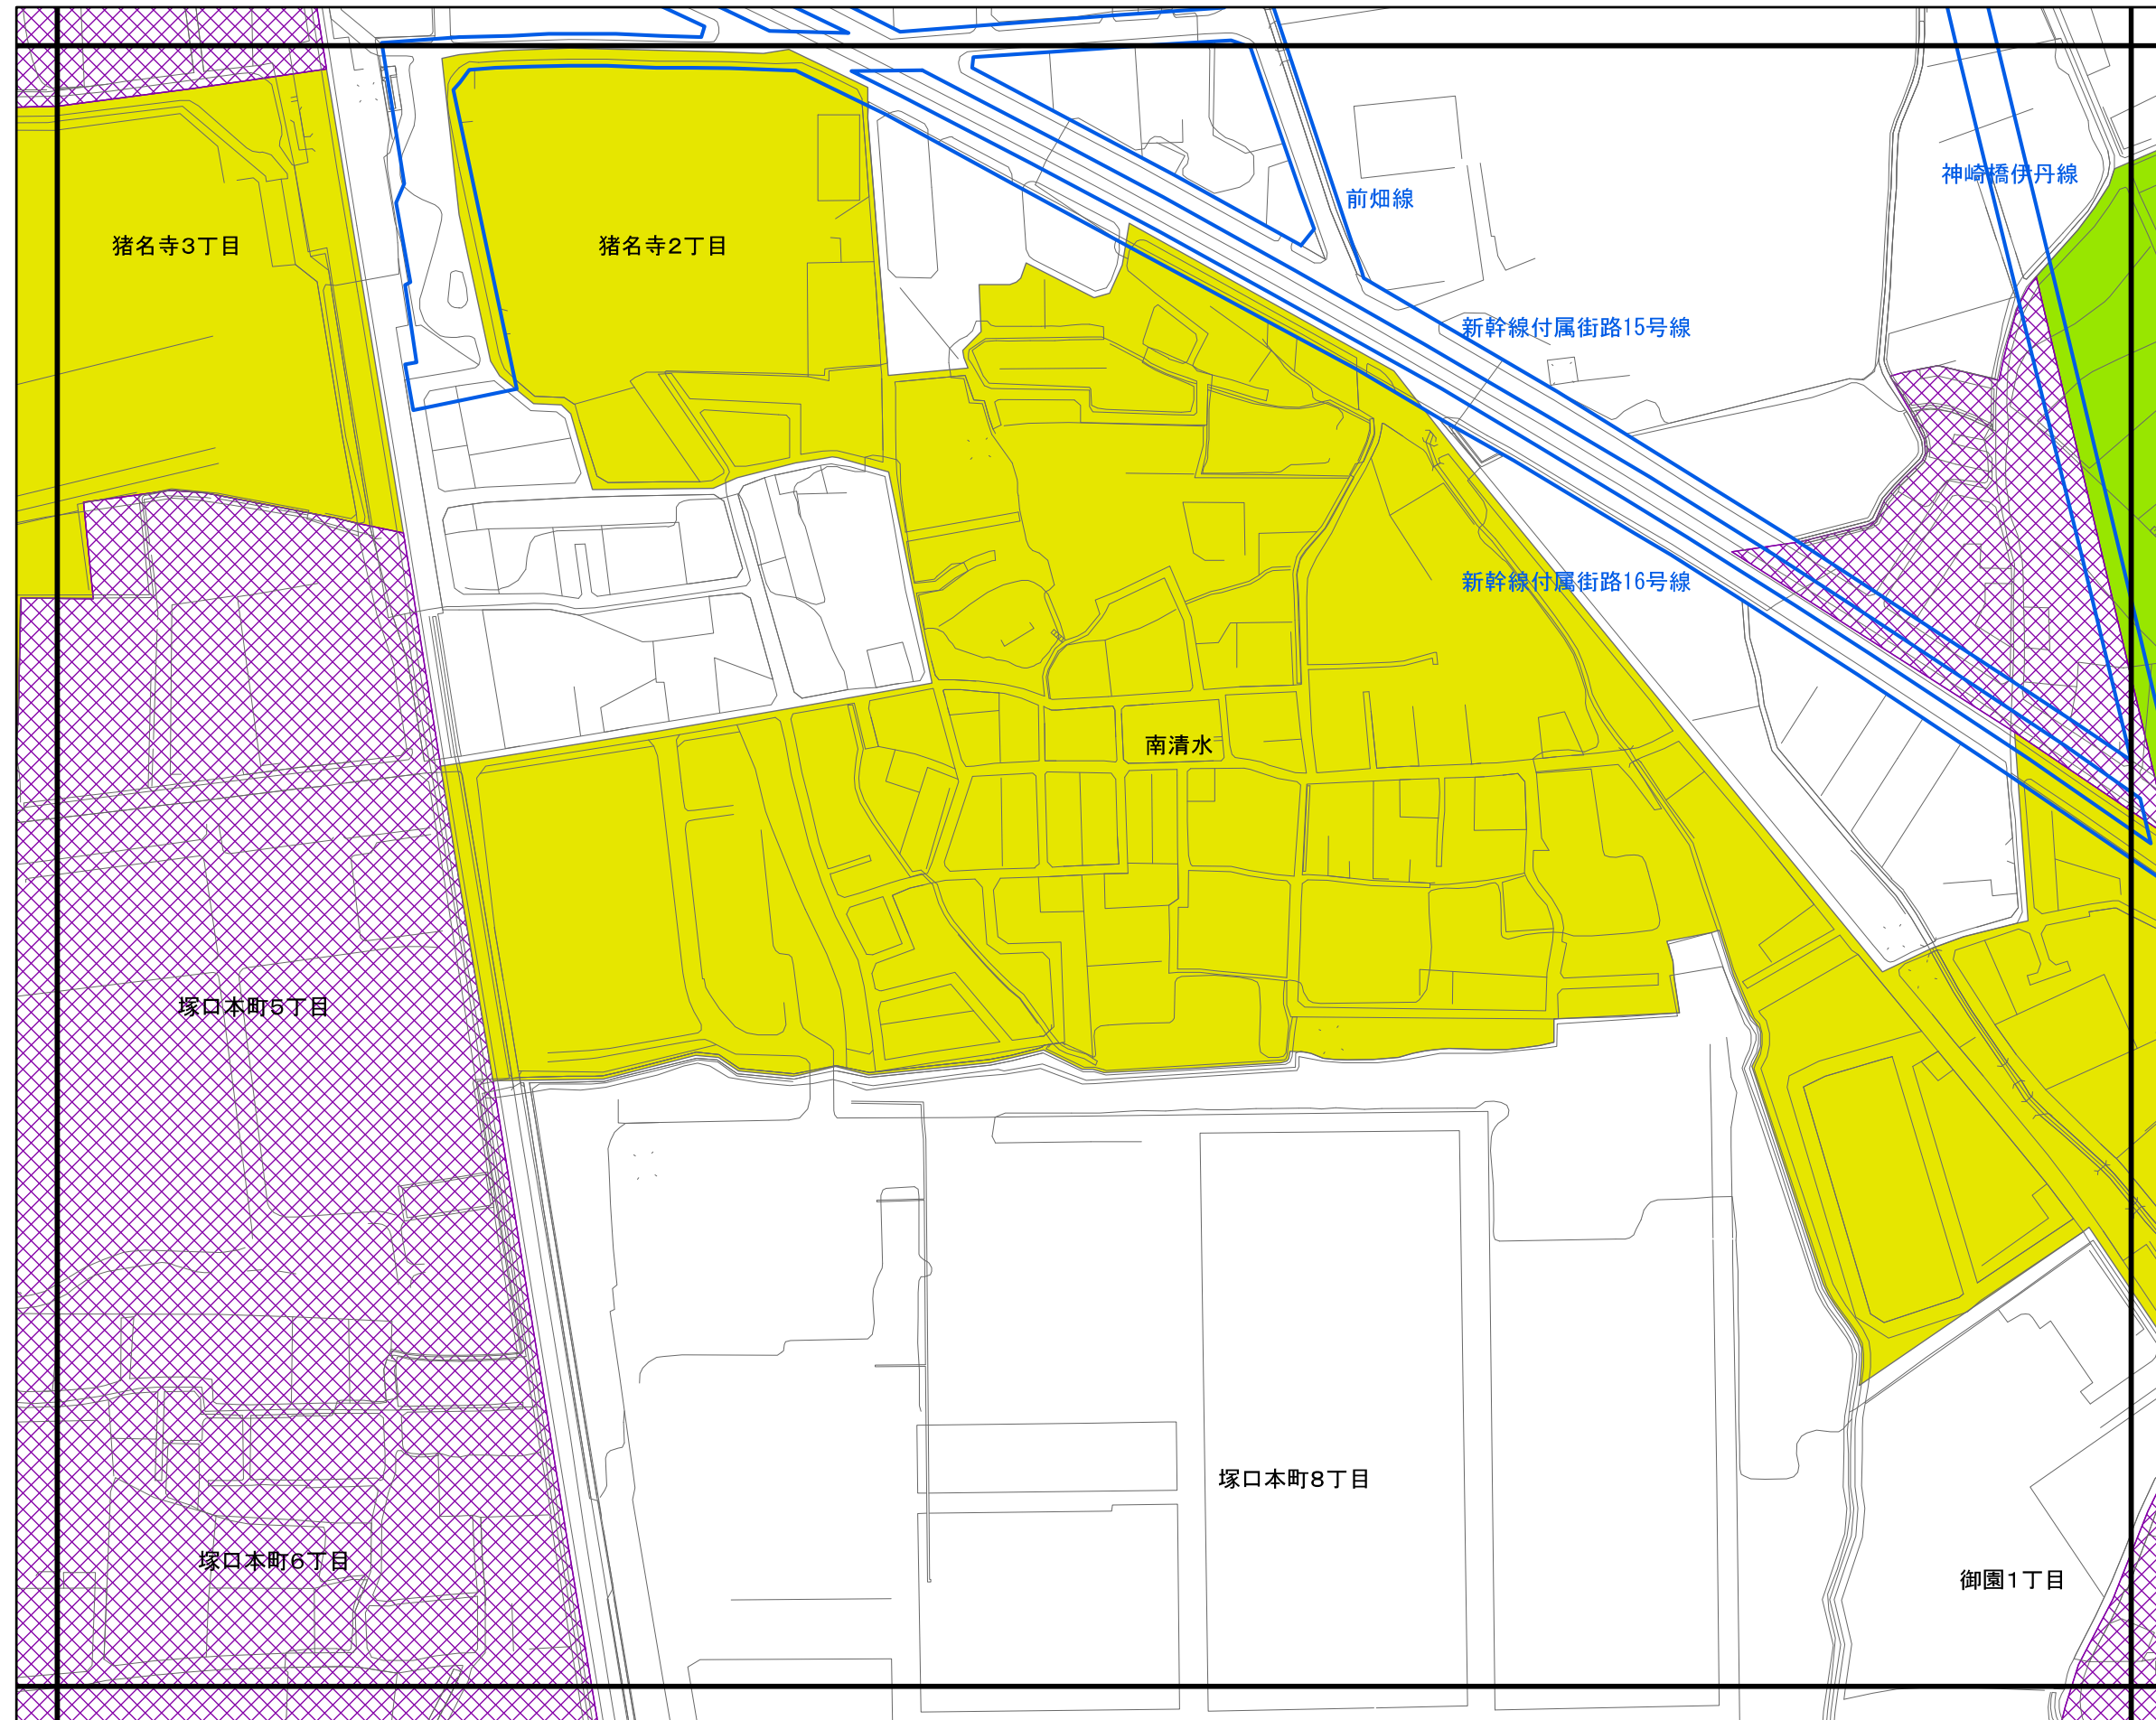 神崎橋伊丹線
前畑線
猪名寺3丁目
猪名寺2丁目
新幹線付属街路15号線
新幹線付属街路16号線
南清水
塚口本町5丁目
塚口本町8丁目
塚口本町6丁目
御園1丁目